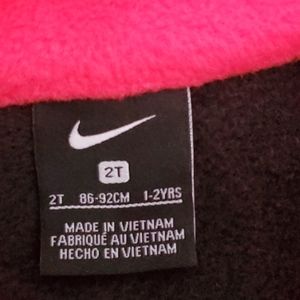 2T
2T 86-92CM 1-2YRS
MADE IN VIETNAM
FABRIQUÉ AU VIETNAM
HECHO EN VIETNAM